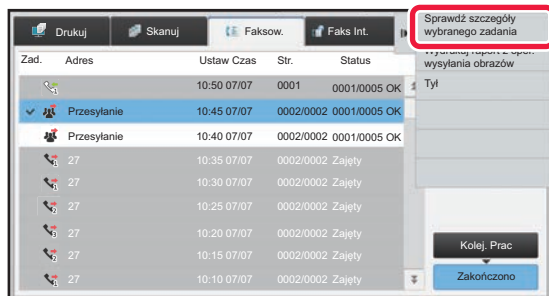 Drukuj Skanuj Faksow. Faks Int.
Sprawdź szczegóły
wybranego zadania
wysyłania obrazów
Tył
Zad. Adres Ustaw Czas Str. Status
10:50 07/07 0001 0001/0005 OK
Przesyłanie 10:45 07/07 0002/0002 0001/0005 OK
Przesyłanie 10:40 07/07 0002/0002 0001/0005 OK
27 10:35 07/07 0002/0002 Zajęty
27 10:30 07/07 0002/0002 Zajęty
27 10:25 07/07 0002/0002 Zajęty
27 10:20 07/07 0002/0002 Zajęty
27 10:15 07/07 0002/0002 Zajęty
27 10:10 07/07 0002/0002 Zajęty
Kolej. Prac
Zakończono